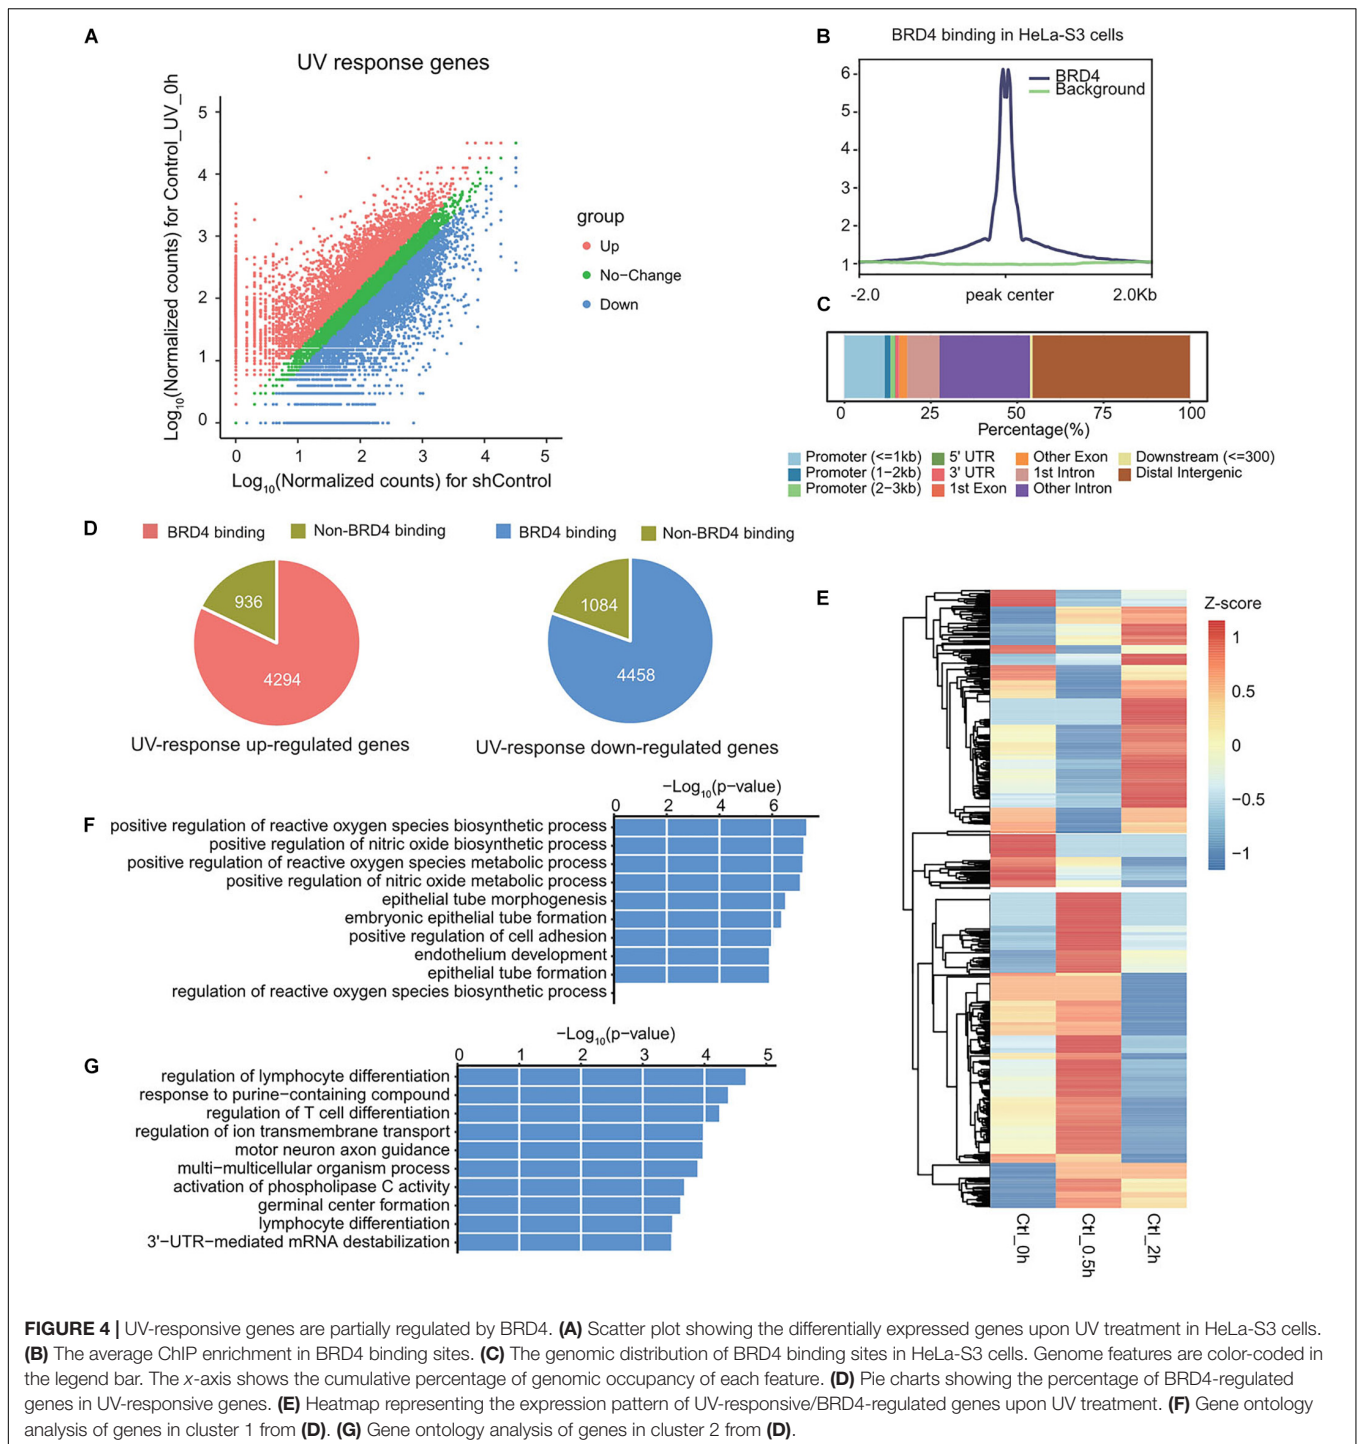 A
UV response genes
Log10(Normalized counts) for Control_UV_0h
5
4
3
2
1
0
0 1 2 3 4 5
Log10(Normalized counts) for shControl
group
Up
No−Change
Down
B
BRD4 binding in HeLa-S3 cells
6
5
4
3
2
1
BRD4
Background
-2.0 peak center 2.0Kb
C
0 25 50 75 100
Percentage(%)
Promoter (<=1kb) 5' UTR Other Exon Downstream (<=300)
Promoter (1−2kb) 3' UTR 1st Intron Distal Intergenic
Promoter (2−3kb) 1st Exon Other Intron
D
BRD4 binding Non-BRD4 binding BRD4 binding Non-BRD4 binding
936
4294
1084
4458
UV-response up-regulated genes
UV-response down-regulated genes
E
Z-score
1
0.5
0
−0.5
−1
Ctrl_0h
Ctrl_0.5h
Ctrl_2h
F
−Log10(p−value)
0 2 4 6
positive regulation of reactive oxygen species biosynthetic process
positive regulation of nitric oxide biosynthetic process
positive regulation of reactive oxygen species metabolic process
positive regulation of nitric oxide metabolic process
epithelial tube morphogenesis
embryonic epithelial tube formation
positive regulation of cell adhesion
endothelium development
epithelial tube formation
regulation of reactive oxygen species biosynthetic process
G
−Log10(p−value)
0 1 2 3 4 5
regulation of lymphocyte differentiation
response to purine−containing compound
regulation of T cell differentiation
regulation of ion transmembrane transport
motor neuron axon guidance
multi−multicellular organism process
activation of phospholipase C activity
germinal center formation
lymphocyte differentiation
3'−UTR−mediated mRNA destabilization
FIGURE 4 | UV-responsive genes are partially regulated by BRD4. (A) Scatter plot showing the differentially expressed genes upon UV treatment in HeLa-S3 cells.
(B) The average ChIP enrichment in BRD4 binding sites. (C) The genomic distribution of BRD4 binding sites in HeLa-S3 cells. Genome features are color-coded in
the legend bar. The x-axis shows the cumulative percentage of genomic occupancy of each feature. (D) Pie charts showing the percentage of BRD4-regulated
genes in UV-responsive genes. (E) Heatmap representing the expression pattern of UV-responsive/BRD4-regulated genes upon UV treatment. (F) Gene ontology
analysis of genes in cluster 1 from (D). (G) Gene ontology analysis of genes in cluster 2 from (D).